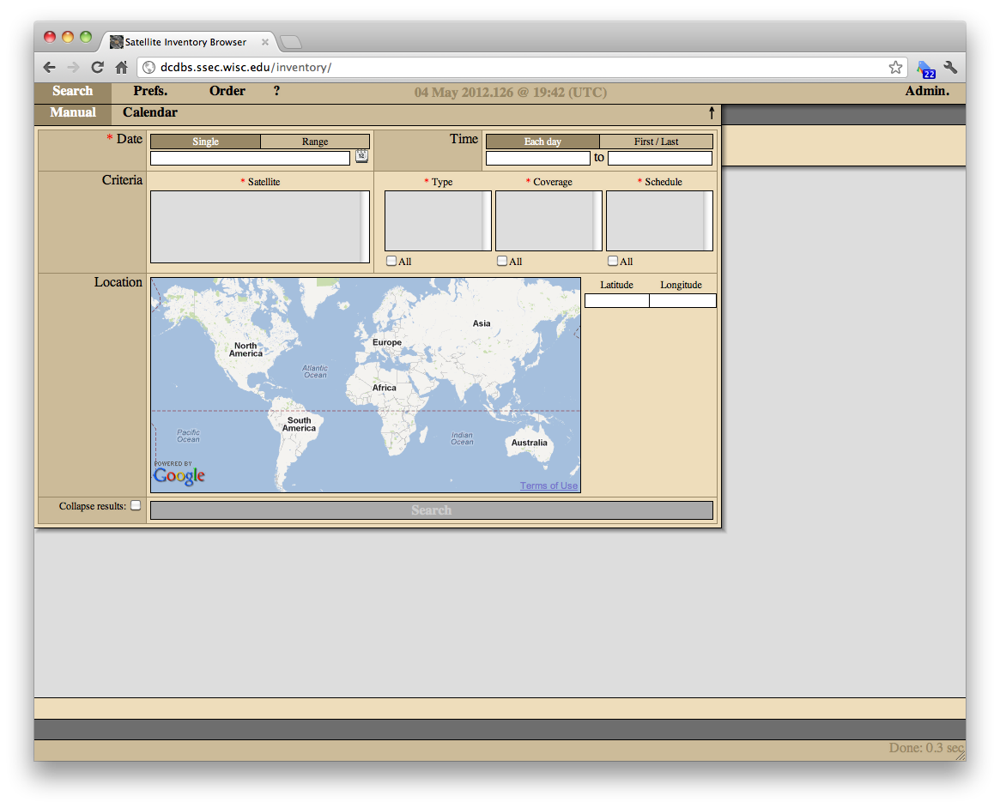 Satellite Inventory Browser
dcdbs.ssec.wisc.edu/inventory/
22
Search Prefs. Order ? 04 May 2012.126 @ 19:42 (UTC) Admin.
Manual Calendar
* Date Single Range Time Each day First / Last
12
to
Criteria * Satellite * Type * Coverage * Schedule
All All All
Location Latitude Longitude
Asia
Europe
North
America
Atlantic
Ocean
Africa
South
America
Pacific
Ocean
Indian
Ocean
Australia
POWERED BY
Google
Terms of Use
Collapse results: Search
Done: 0.3 sec